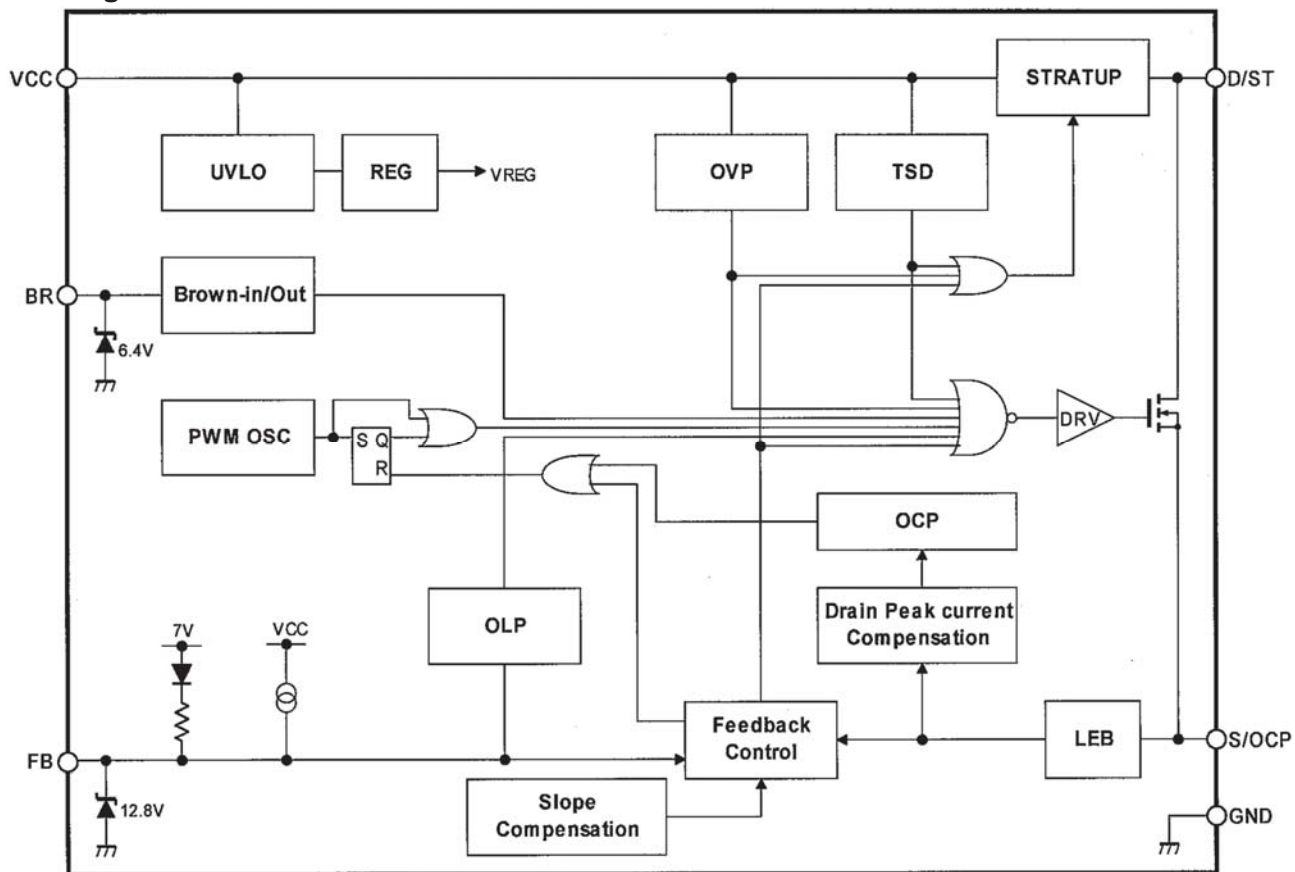 VCC
STRATUP
D/ST
UVLO
REG
VREG
OVP
TSD
BR
Brown-in/Out
6.4V
PWM OSC
S Q
R
DRV
OCP
Drain Peak current
Compensation
OLP
7V
VCC
Feedback
Control
LEB
S/OCP
FB
12.8V
Slope
Compensation
GND